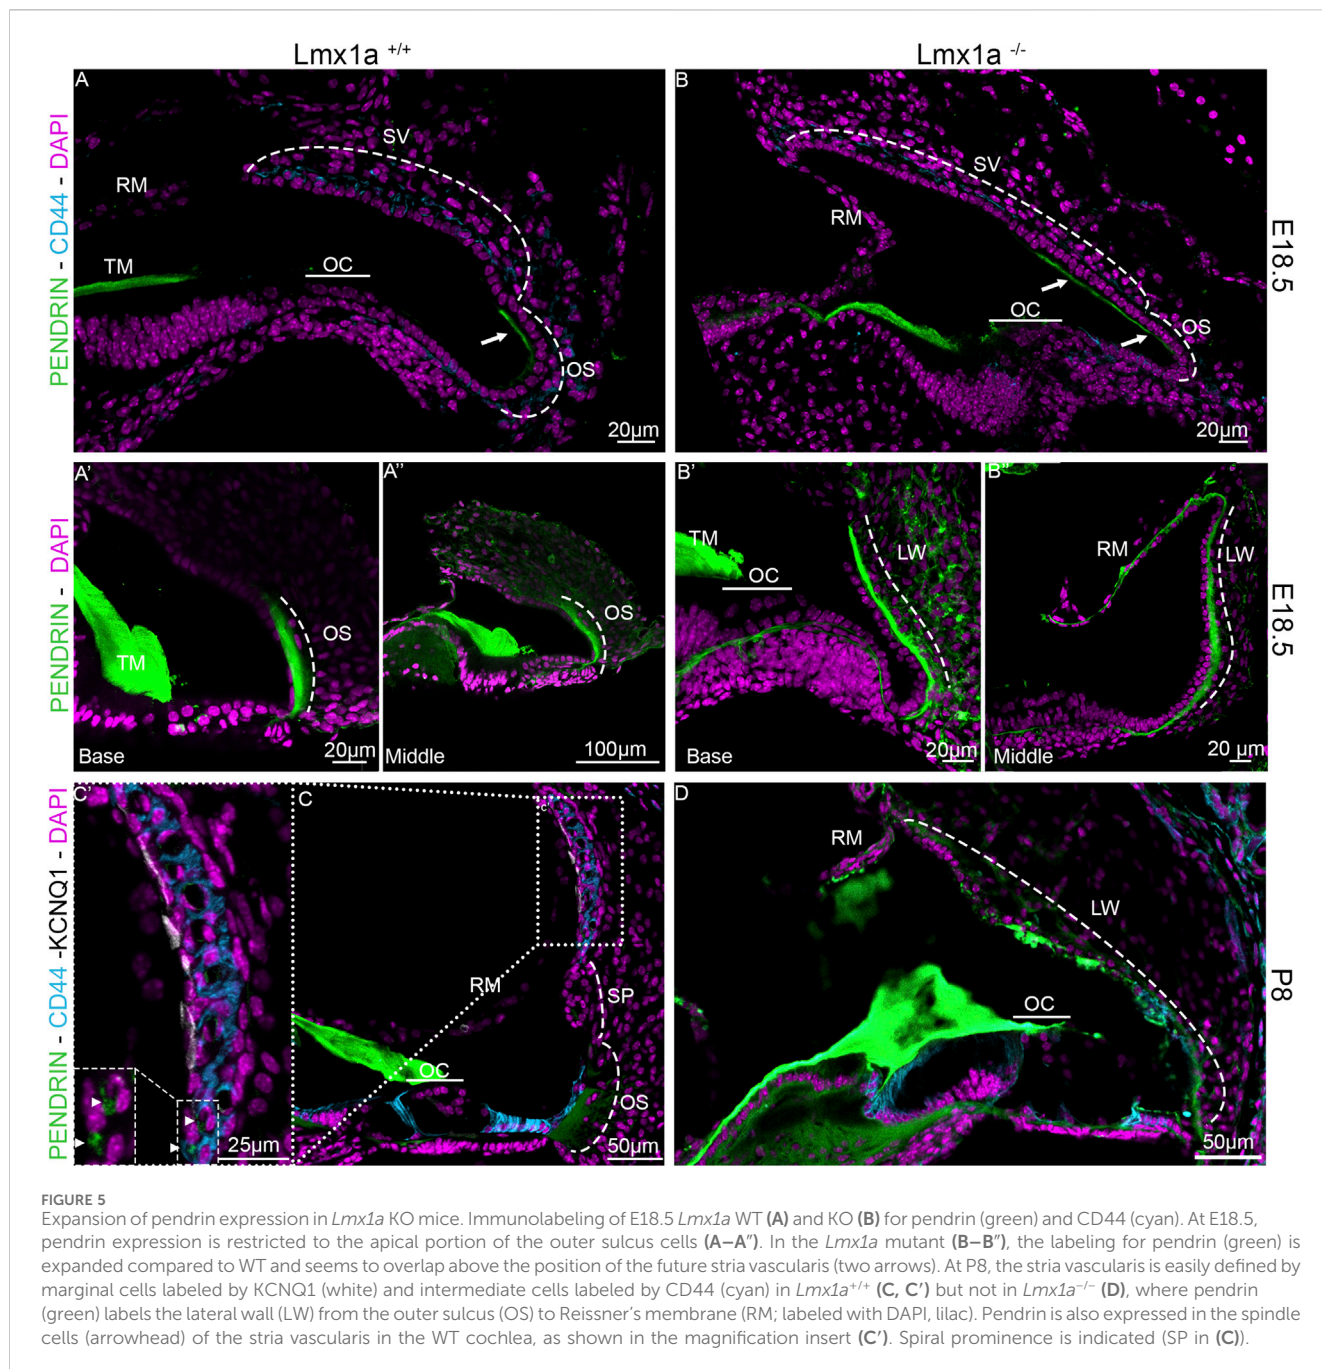 Lmx1a +/+
Lmx1a -/-
PENDRIN - CD44 - DAPI
A
SV
RM
TM
OC
OS
20µm
B
SV
RM
OC
OS
20µm
E18.5
PENDRIN - DAPI
A'
TM
OS
Base
20µm
A''
OS
Middle
100µm
B'
TM
OC
LW
Base
20µm
B''
RM
LW
Middle
20 µm
E18.5
PENDRIN - CD44 -KCNQ1 - DAPI
C'
25µm
C
c'
RM
SP
OC
OS
50µm
D
RM
LW
OC
50µm
P8
FIGURE 5
Expansion of pendrin expression in Lmx1a KO mice. Immunolabeling of E18.5 Lmx1a WT (A) and KO (B) for pendrin (green) and CD44 (cyan). At E18.5,
pendrin expression is restricted to the apical portion of the outer sulcus cells (A–A″). In the Lmx1a mutant (B–B″), the labeling for pendrin (green) is
expanded compared to WT and seems to overlap above the position of the future stria vascularis (two arrows). At P8, the stria vascularis is easily defined by
marginal cells labeled by KCNQ1 (white) and intermediate cells labeled by CD44 (cyan) in Lmx1a+/+ (C, C′) but not in Lmx1a−/− (D), where pendrin
(green) labels the lateral wall (LW) from the outer sulcus (OS) to Reissner's membrane (RM; labeled with DAPI, lilac). Pendrin is also expressed in the spindle
cells (arrowhead) of the stria vascularis in the WT cochlea, as shown in the magnification insert (C′). Spiral prominence is indicated (SP in (C)).